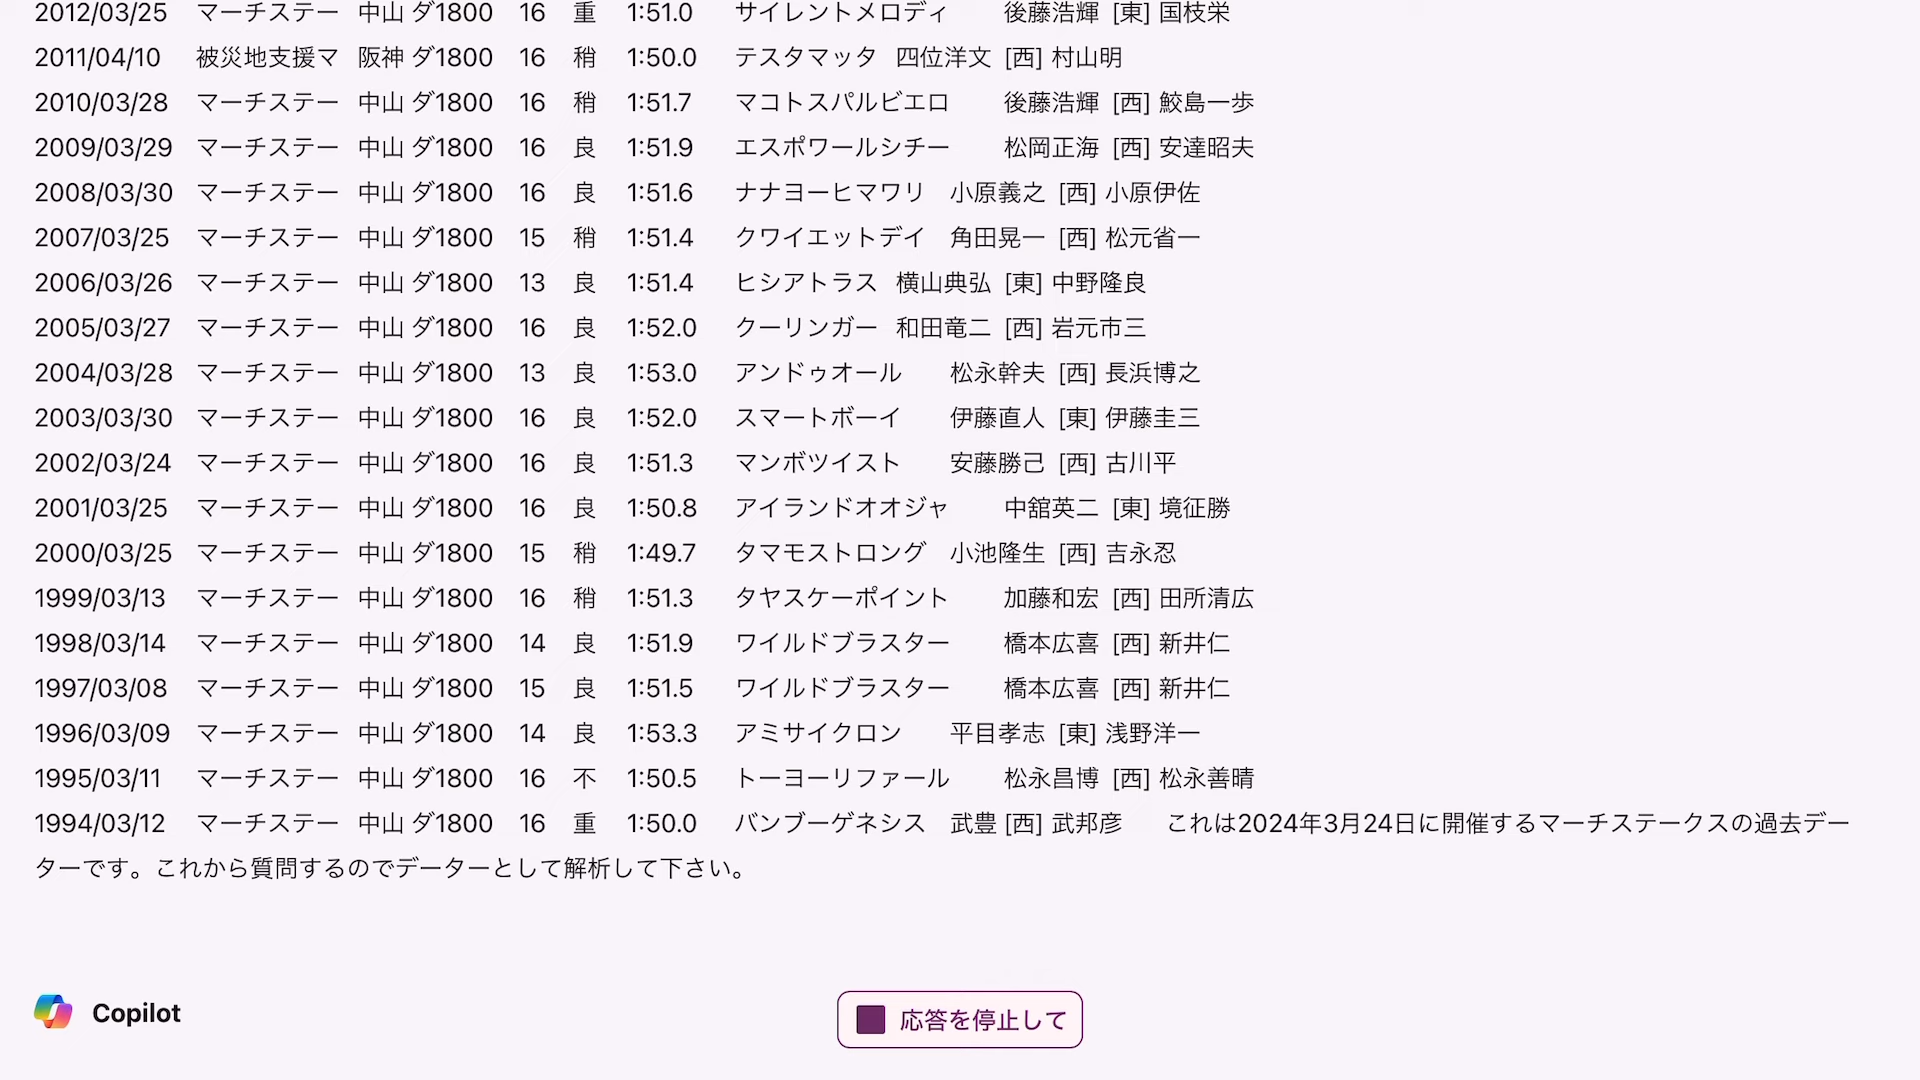 2012/03/25 マーチステー 中山 ダ1800 16 重 1:51.0 サイレントメロディ 後藤浩輝 [東] 国枝栄
2011/04/10 被災地支援マ 阪神 ダ1800 16 稍 1:50.0 テスタマッタ 四位洋文 [西] 村山明
2010/03/28 マーチステー 中山 ダ1800 16 稍 1:51.7 マコトスパルビエロ 後藤浩輝 [西] 鮫島一歩
2009/03/29 マーチステー 中山 ダ1800 16 良 1:51.9 エスポワールシチー 松岡正海 [西] 安達昭夫
2008/03/30 マーチステー 中山 ダ1800 16 良 1:51.6 ナナヨーヒマワリ 小原義之 [西] 小原伊佐
2007/03/25 マーチステー 中山 ダ1800 15 稍 1:51.4 クワイエットデイ 角田晃一 [西] 松元省一
2006/03/26 マーチステー 中山 ダ1800 13 良 1:51.4 ヒシアトラス 横山典弘 [東] 中野隆良
2005/03/27 マーチステー 中山 ダ1800 16 良 1:52.0 クーリンガー 和田竜二 [西] 岩元市三
2004/03/28 マーチステー 中山 ダ1800 13 良 1:53.0 アンドゥオール 松永幹夫 [西] 長浜博之
2003/03/30 マーチステー 中山 ダ1800 16 良 1:52.0 スマートボーイ 伊藤直人 [東] 伊藤圭三
2002/03/24 マーチステー 中山 ダ1800 16 良 1:51.3 マンボツイスト 安藤勝己 [西] 古川平
2001/03/25 マーチステー 中山 ダ1800 16 良 1:50.8 アイランドオオジャ 中舘英二 [東] 境征勝
2000/03/25 マーチステー 中山 ダ1800 15 稍 1:49.7 タマモストロング 小池隆生 [西] 吉永忍
1999/03/13 マーチステー 中山 ダ1800 16 稍 1:51.3 タヤスケーポイント 加藤和宏 [西] 田所清広
1998/03/14 マーチステー 中山 ダ1800 14 良 1:51.9 ワイルドブラスター 橋本広喜 [西] 新井仁
1997/03/08 マーチステー 中山 ダ1800 15 良 1:51.5 ワイルドブラスター 橋本広喜 [西] 新井仁
1996/03/09 マーチステー 中山 ダ1800 14 良 1:53.3 アミサイクロン 平目孝志 [東] 浅野洋一
1995/03/11 マーチステー 中山 ダ1800 16 不 1:50.5 トーヨーリファール 松永昌博 [西] 松永善晴
1994/03/12 マーチステー 中山 ダ1800 16 重 1:50.0 バンブーゲネシス 武豊 [西] 武邦彦 これは2024年3月24日に開催するマーチステークスの過去デー
ターです。これから質問するのでデーターとして解析して下さい。
Copilot
応答を停止して